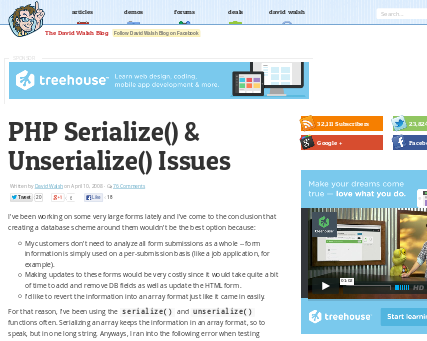 articles demos forums deals david walsh
Search...
The David Walsh Blog Follow David Walsh Blog on Facebook
treehouse™ Learn web design, coding, mobile app development & more.
PHP Serialize() &
Unserialize() Issues
Written by David Walsh on April 10, 2008 · 76 Comments
Tweet 20 +1 0 Like 18
I've been working on some very large forms lately and I've come to the conclusion that
creating a database scheme around them wouldn't be the best option because:
My customers don't need to analyze all form submissions as a whole -- form
information is simply used on a per-submission basis (like a job application, for
example).
Making updates to these forms would be very costly since it would take quite a bit
of time to add and remove DB fields as well as update the HTML form.
I'd like to revert the information into an array format just like it came in easily.
For that reason, I've been using the serialize() and unserialize()
functions often. Serializing an array keeps the information in an array format, so to
speak, but in one long string. Anyways, I ran into the following error when testing
Subscribers
Google +
Faceb
Make your dreams come
true — love what you do.
HD
treehouse
Start learni